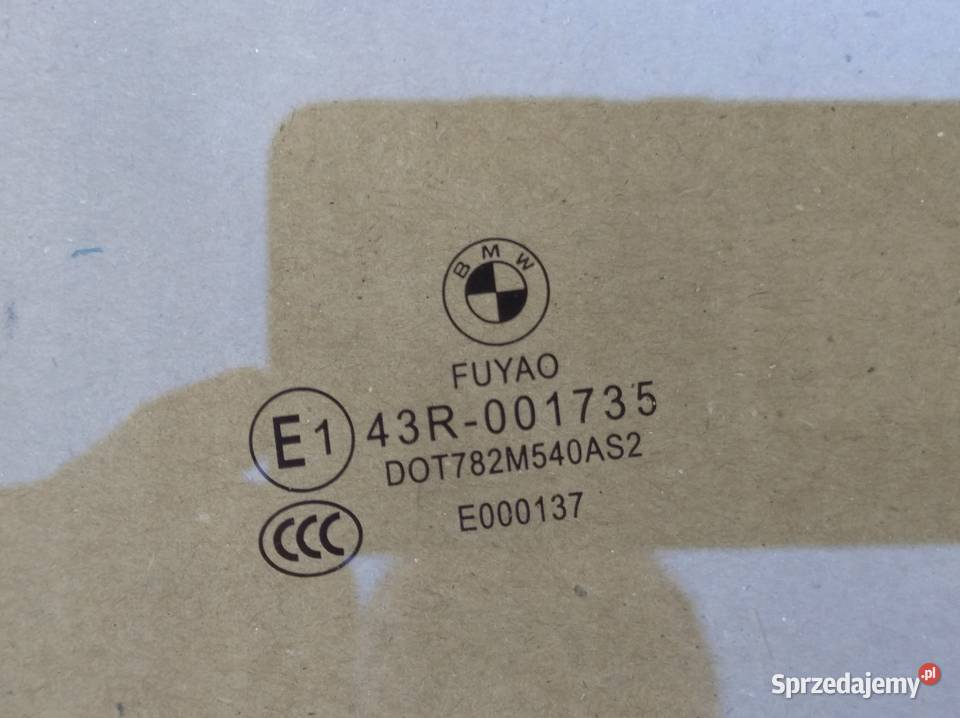 BMW
FUYAO
E1 43R-001735
DOT782M540AS2
CCC E000137
Sprzedajemy.pl